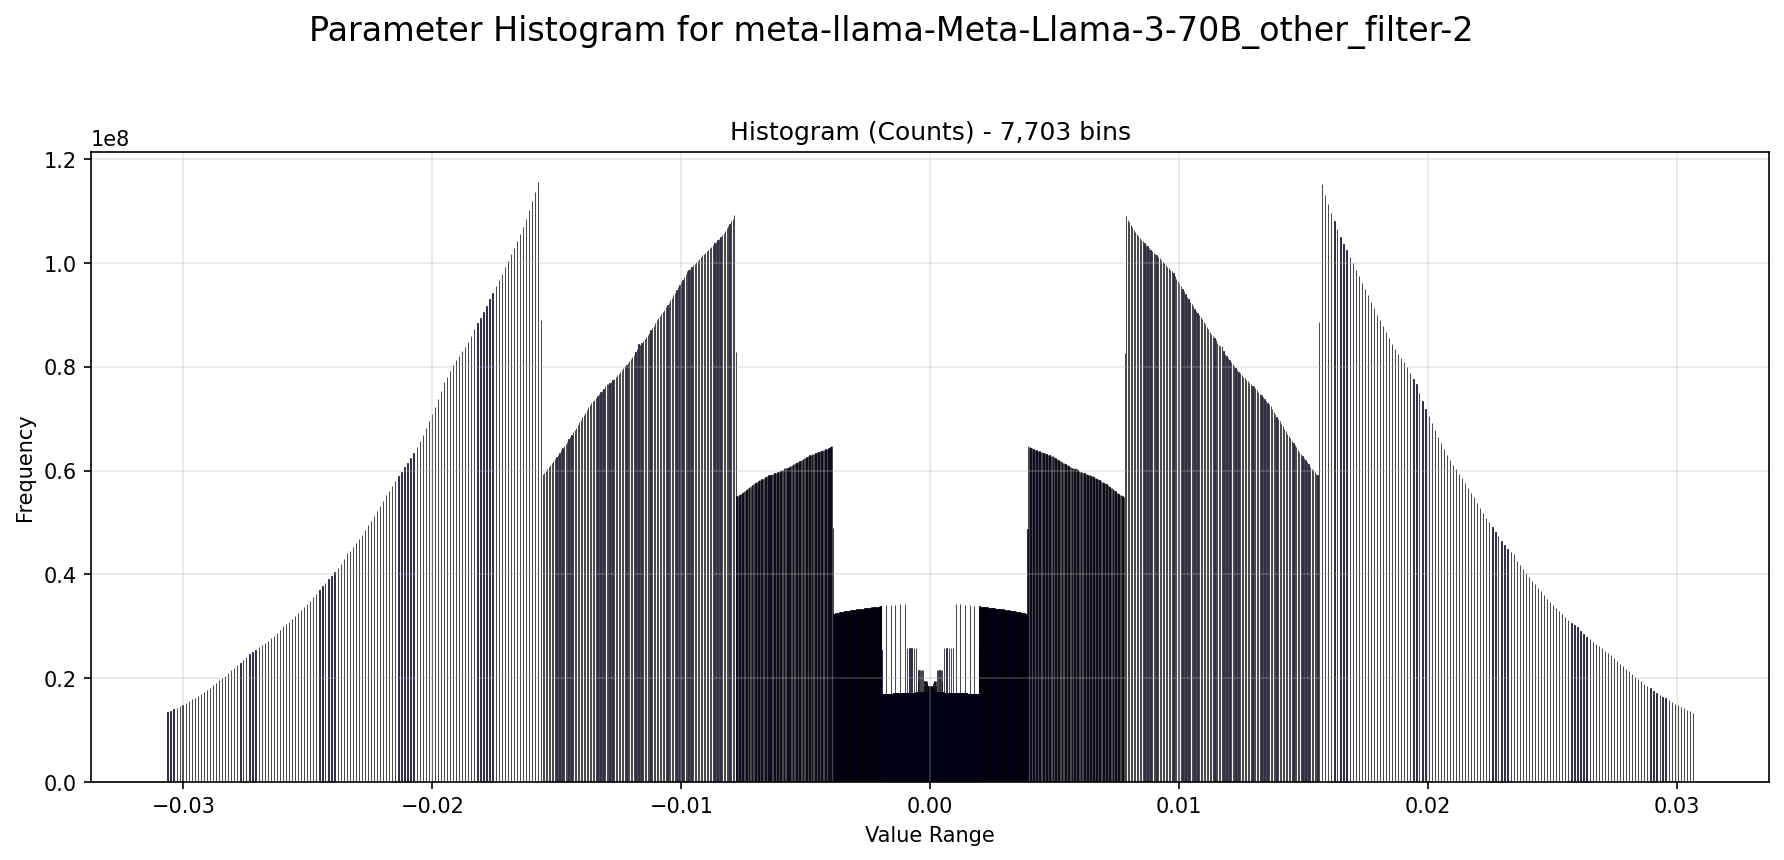 Parameter Histogram for meta-llama-Meta-Llama-3-70B_other_filter-2
Histogram (Counts) - 7,703 bins
1e8
1.2
1.0
0.8
0.6
0.4
0.2
0.0
Frequency
−0.03 −0.02 −0.01 0.00 0.01 0.02 0.03
Value Range